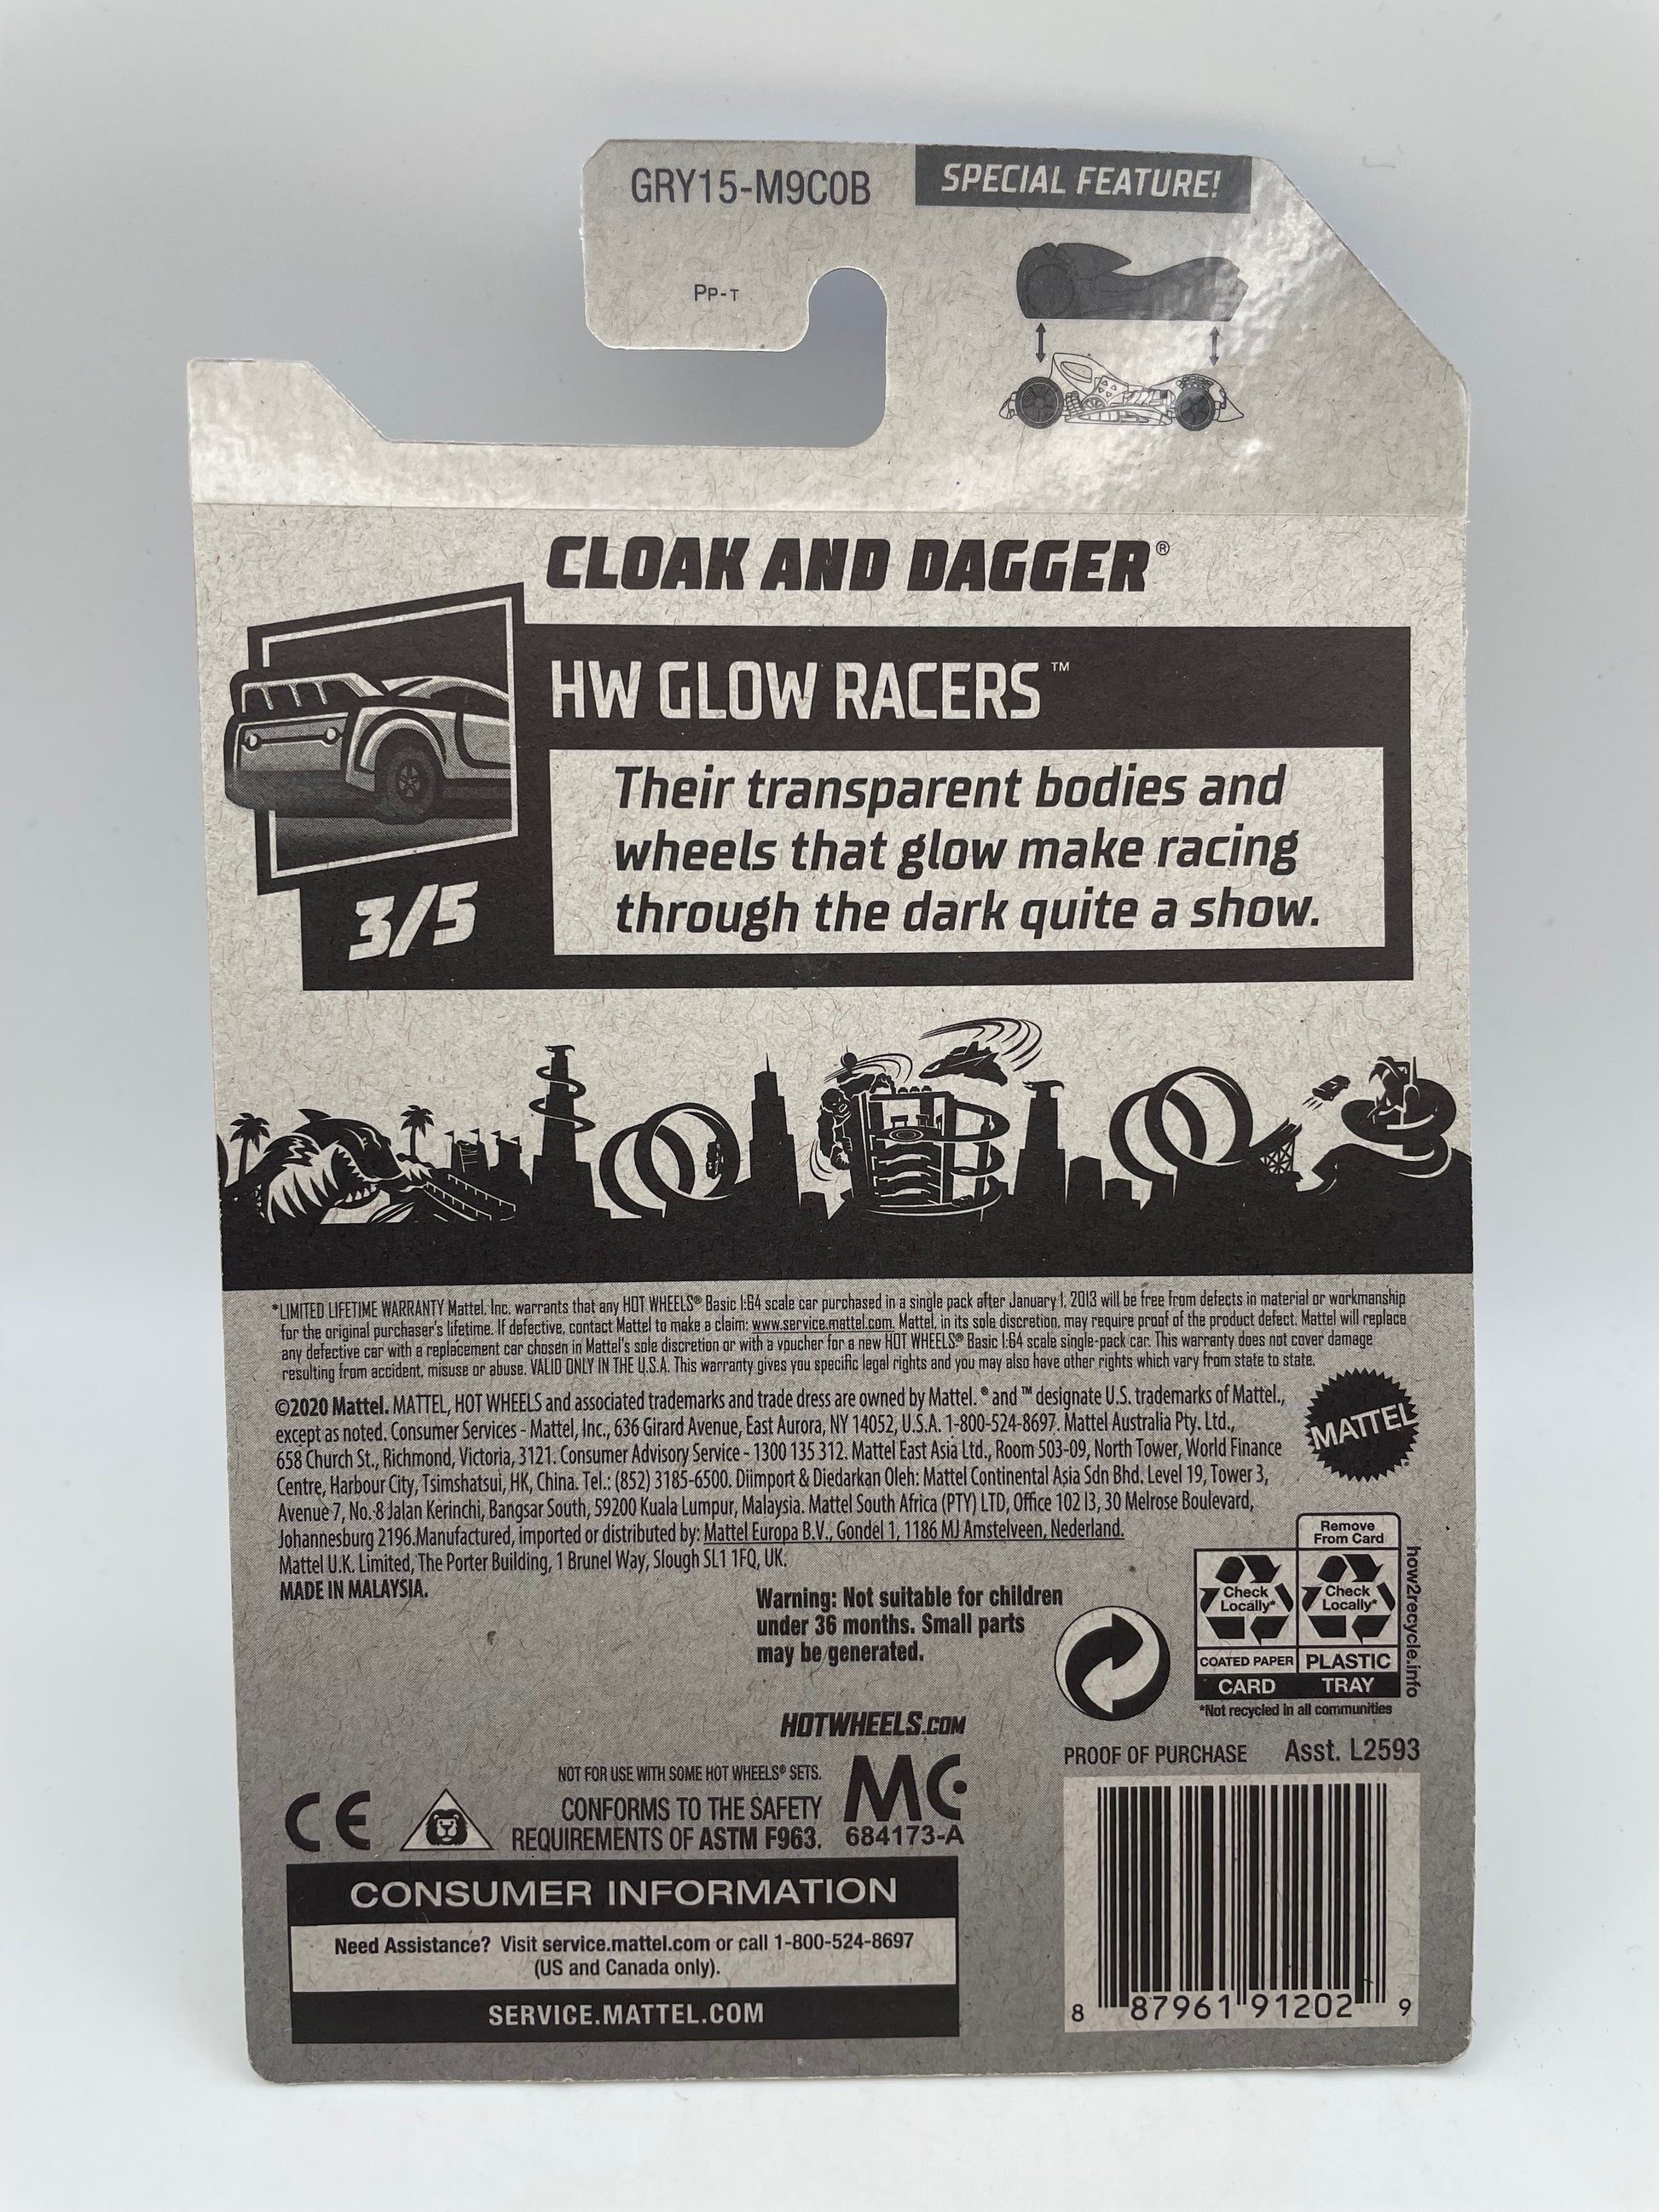 GRY15-M9C0B
SPECIAL FEATURE!
PP-T
CLOAK AND DAGGER®
HW GLOW RACERS™
Their transparent bodies and
wheels that glow make racing
through the dark quite a show.
3/5
*LIMITED LIFETIME WARRANTY Mattel, Inc. warrants that any HOT WHEELS® Basic 1:64 scale car purchased in a single pack after January 1, 2013 will be free from defects in material or workmanship
for the original purchaser's lifetime. If defective, contact Mattel to make a claim: www.service.mattel.com. Mattel, in its sole discretion, may require proof of the product defect. Mattel will replace
any defective car with a replacement car chosen in Mattel's sole discretion or with a voucher for a new HOT WHEELS® Basic 1:64 scale single-pack car. This warranty does not cover damage
resulting from accident, misuse or abuse. VALID ONLY IN THE U.S.A. This warranty gives you specific legal rights and you may also have other rights which vary from state to state.
©2020 Mattel. MATTEL, HOT WHEELS and associated trademarks and trade dress are owned by Mattel. ® and ™ designate U.S. trademarks of Mattel.,
except as noted. Consumer Services - Mattel, Inc., 636 Girard Avenue, East Aurora, NY 14052, U.S.A. 1-800-524-8697. Mattel Australia Pty. Ltd.,
658 Church St., Richmond, Victoria, 3121. Consumer Advisory Service - 1300 135 312. Mattel East Asia Ltd., Room 503-09, North Tower, World Finance
Centre, Harbour City, Tsimshatsui, HK, China. Tel.: (852) 3185-6500. Diimport & Diedarkan Oleh: Mattel Continental Asia Sdn Bhd. Level 19, Tower 3,
Avenue 7, No. 8 Jalan Kerinchi, Bangsar South, 59200 Kuala Lumpur, Malaysia. Mattel South Africa (PTY) LTD, Office 102 I3, 30 Melrose Boulevard,
Johannesburg 2196.Manufactured, imported or distributed by: Mattel Europa B.V., Gondel 1, 1186 MJ Amstelveen, Nederland.
Mattel U.K. Limited, The Porter Building, 1 Brunel Way, Slough SL1 1FQ, UK.
MADE IN MALAYSIA.
MATTEL
Warning: Not suitable for children
under 36 months. Small parts
may be generated.
Remove
From Card
Check
Locally*
Check
Locally*
COATED PAPER
PLASTIC
CARD
TRAY
how2recycle.info
*Not recycled in all communities
HOTWHEELS.COM
NOT FOR USE WITH SOME HOT WHEELS® SETS.
CONFORMS TO THE SAFETY
REQUIREMENTS OF ASTM F963.
CE
MC
684173-A
PROOF OF PURCHASE Asst. L2593
CONSUMER INFORMATION
Need Assistance? Visit service.mattel.com or call 1-800-524-8697
(US and Canada only).
SERVICE.MATTEL.COM
8 87961 91202 9